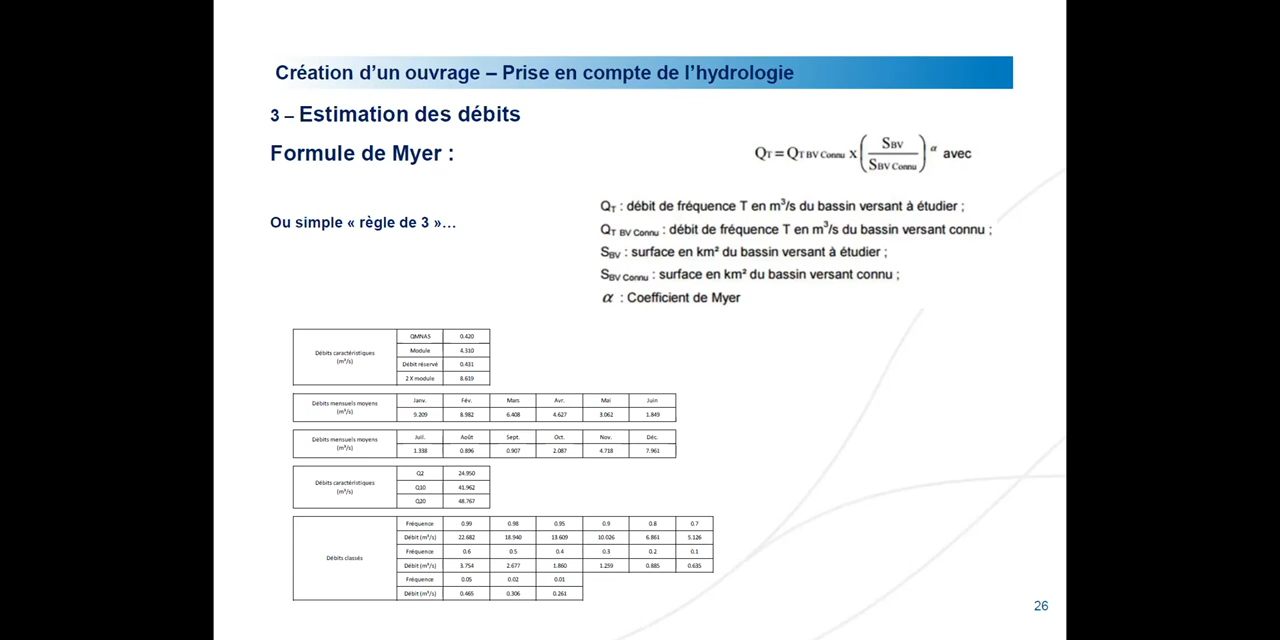 Création d'un ouvrage – Prise en compte de l'hydrologie
3 – Estimation des débits
Formule de Myer :
QT = QT BV Connu x (SBV / SBV Connu) α avec
Ou simple « règle de 3 »…
QT : débit de fréquence T en m³/s du bassin versant à étudier ;
QT BV Connu : débit de fréquence T en m³/s du bassin versant connu ;
SBV : surface en km² du bassin versant à étudier ;
SBV Connu : surface en km² du bassin versant connu ;
α : Coefficient de Myer
Débits caractéristiques
(m³/s)
QMNA5 0.420
Module 4.310
Débit réservé 0.431
2 X module 8.619
Débits mensuels moyens
(m³/s)
Janv. Fév. Mars Avr. Mai Juin
9.209 8.982 6.408 4.627 3.062 1.849
Débits mensuels moyens
(m³/s)
Juil. Août Sept. Oct. Nov. Déc.
1.338 0.896 0.907 2.087 4.718 7.961
Débits caractéristiques
(m³/s)
Q2 24.950
Q10 41.962
Q20 48.767
Débits classés
Fréquence 0.99 0.98 0.95 0.9 0.8 0.7
Débit (m³/s) 22.682 18.940 13.609 10.026 6.861 5.126
Fréquence 0.6 0.5 0.4 0.3 0.2 0.1
Débit (m³/s) 3.754 2.677 1.860 1.259 0.885 0.635
Fréquence 0.05 0.02 0.01
Débit (m³/s) 0.465 0.306 0.261
26